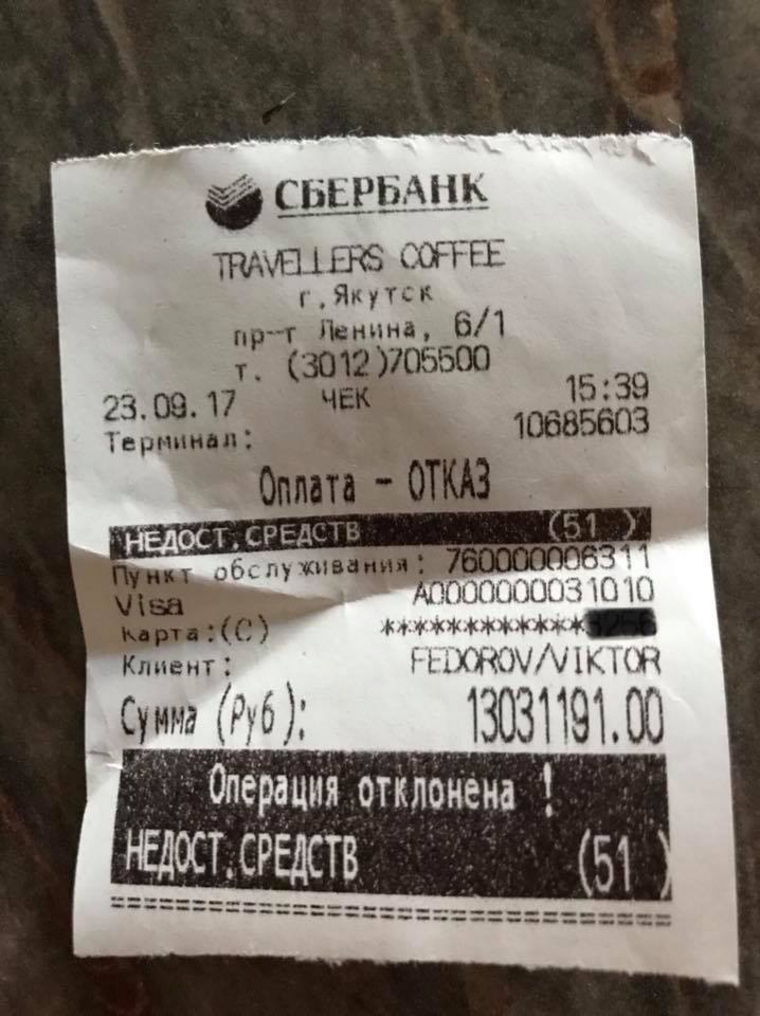 СБЕРБАНК
TRAVELLERS COFFEE
г.Якутск
пр-т Ленина, 6/1
т. (3012)705500
23.09.17 ЧЕК 15:39
Терминал: 10685603
Оплата - ОТКАЗ
НЕДОСТ.СРЕДСТВ (51 )
Пункт обслуживания: 760000006311
Visa A0000000031010
Карта:(C) ************
Клиент: FEDOROV/VIKTOR
Сумма (Руб): 13031191.00
Операция отклонена !
НЕДОСТ.СРЕДСТВ (51 )